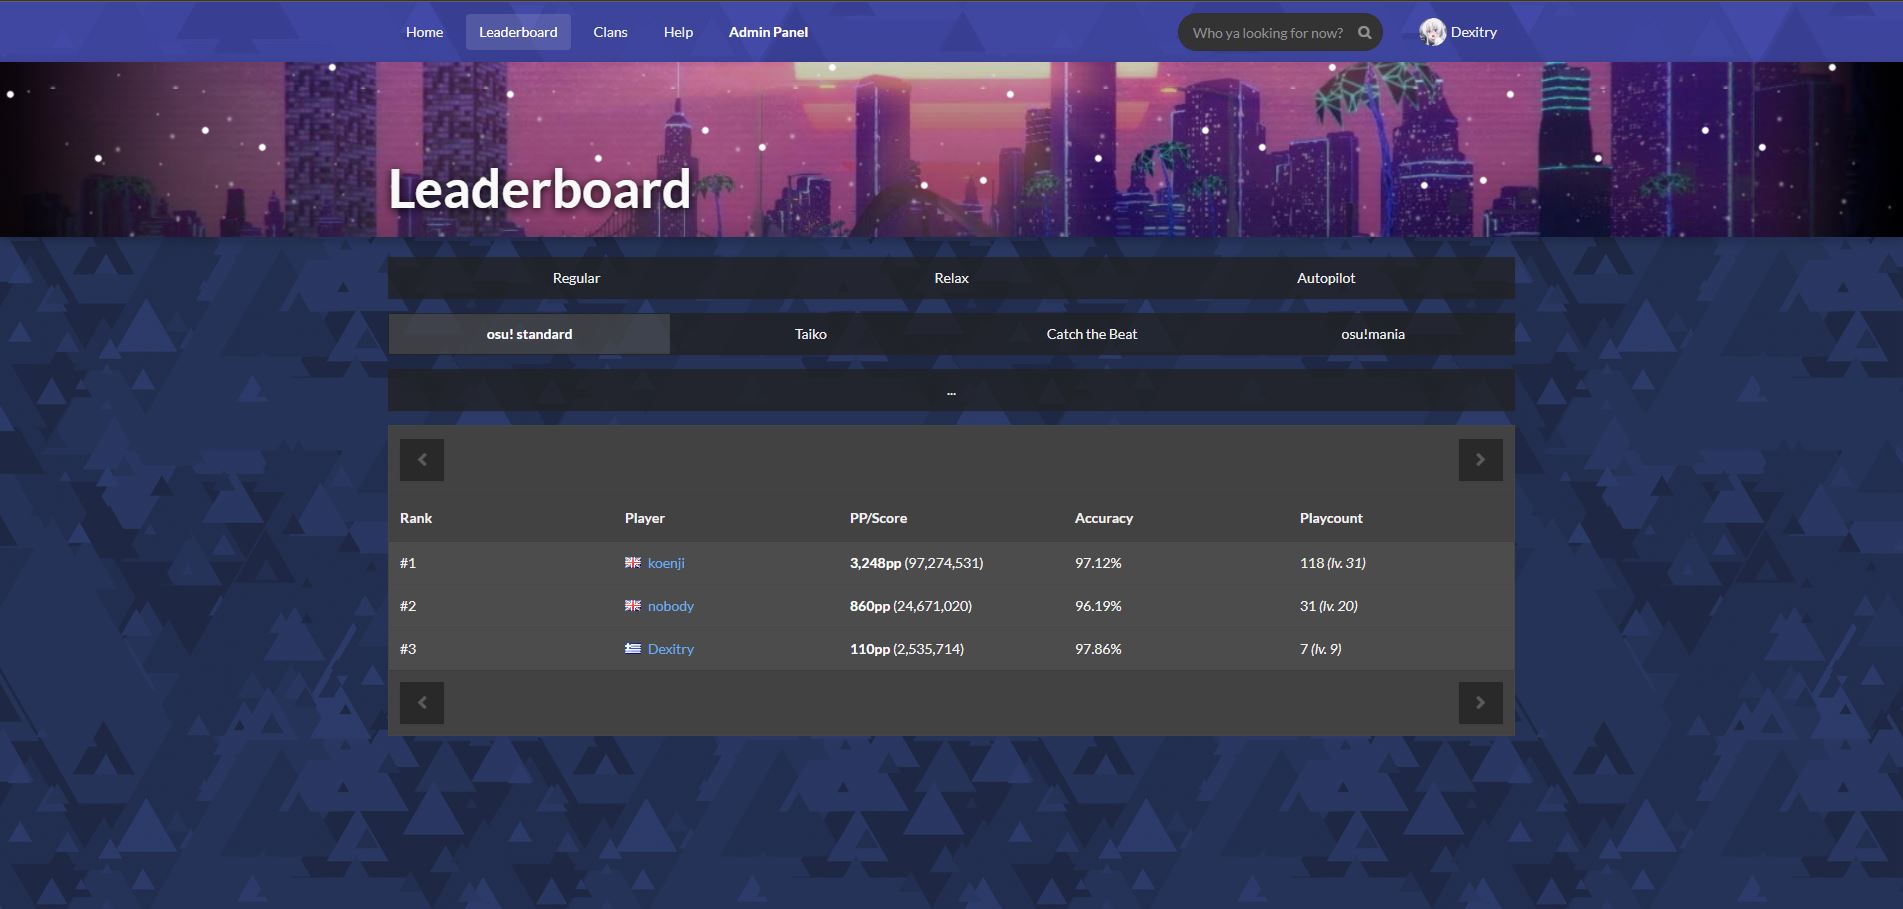 Home Leaderboard Clans Help Admin Panel Who ya looking for now? Dexitry
Leaderboard
Regular Relax Autopilot
osu! standard Taiko Catch the Beat osu!mania
...
Rank Player PP/Score Accuracy Playcount
#1 koenji 3,248pp (97,274,531) 97.12% 118 (lv. 31)
#2 nobody 860pp (24,671,020) 96.19% 31 (lv. 20)
#3 Dexitry 110pp (2,535,714) 97.86% 7 (lv. 9)